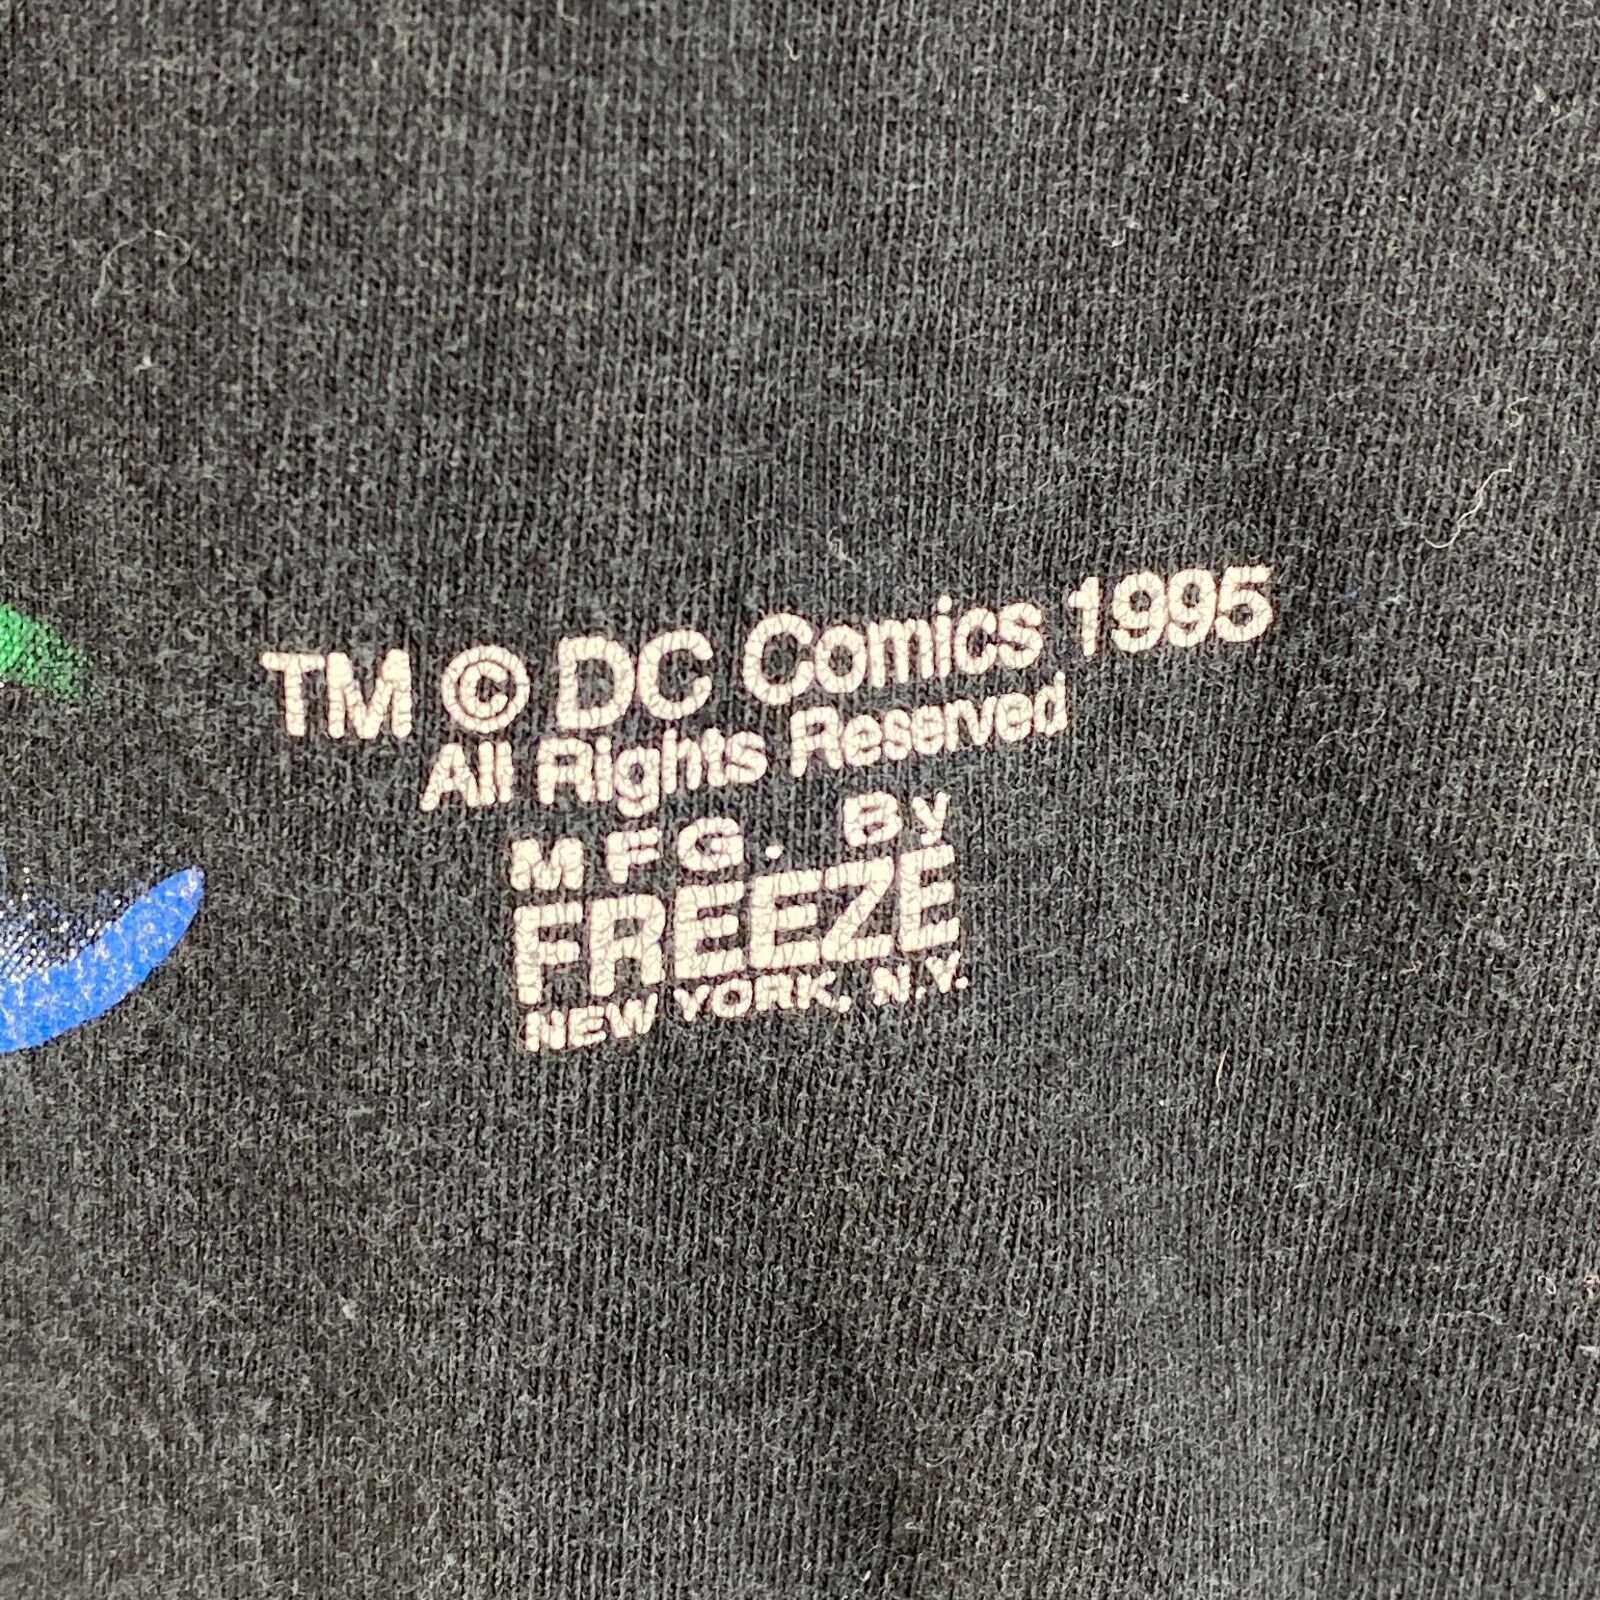 TM © DC Comics 1995
All Rights Reserved
MFG. By
FREEZE
NEW YORK, N.Y.